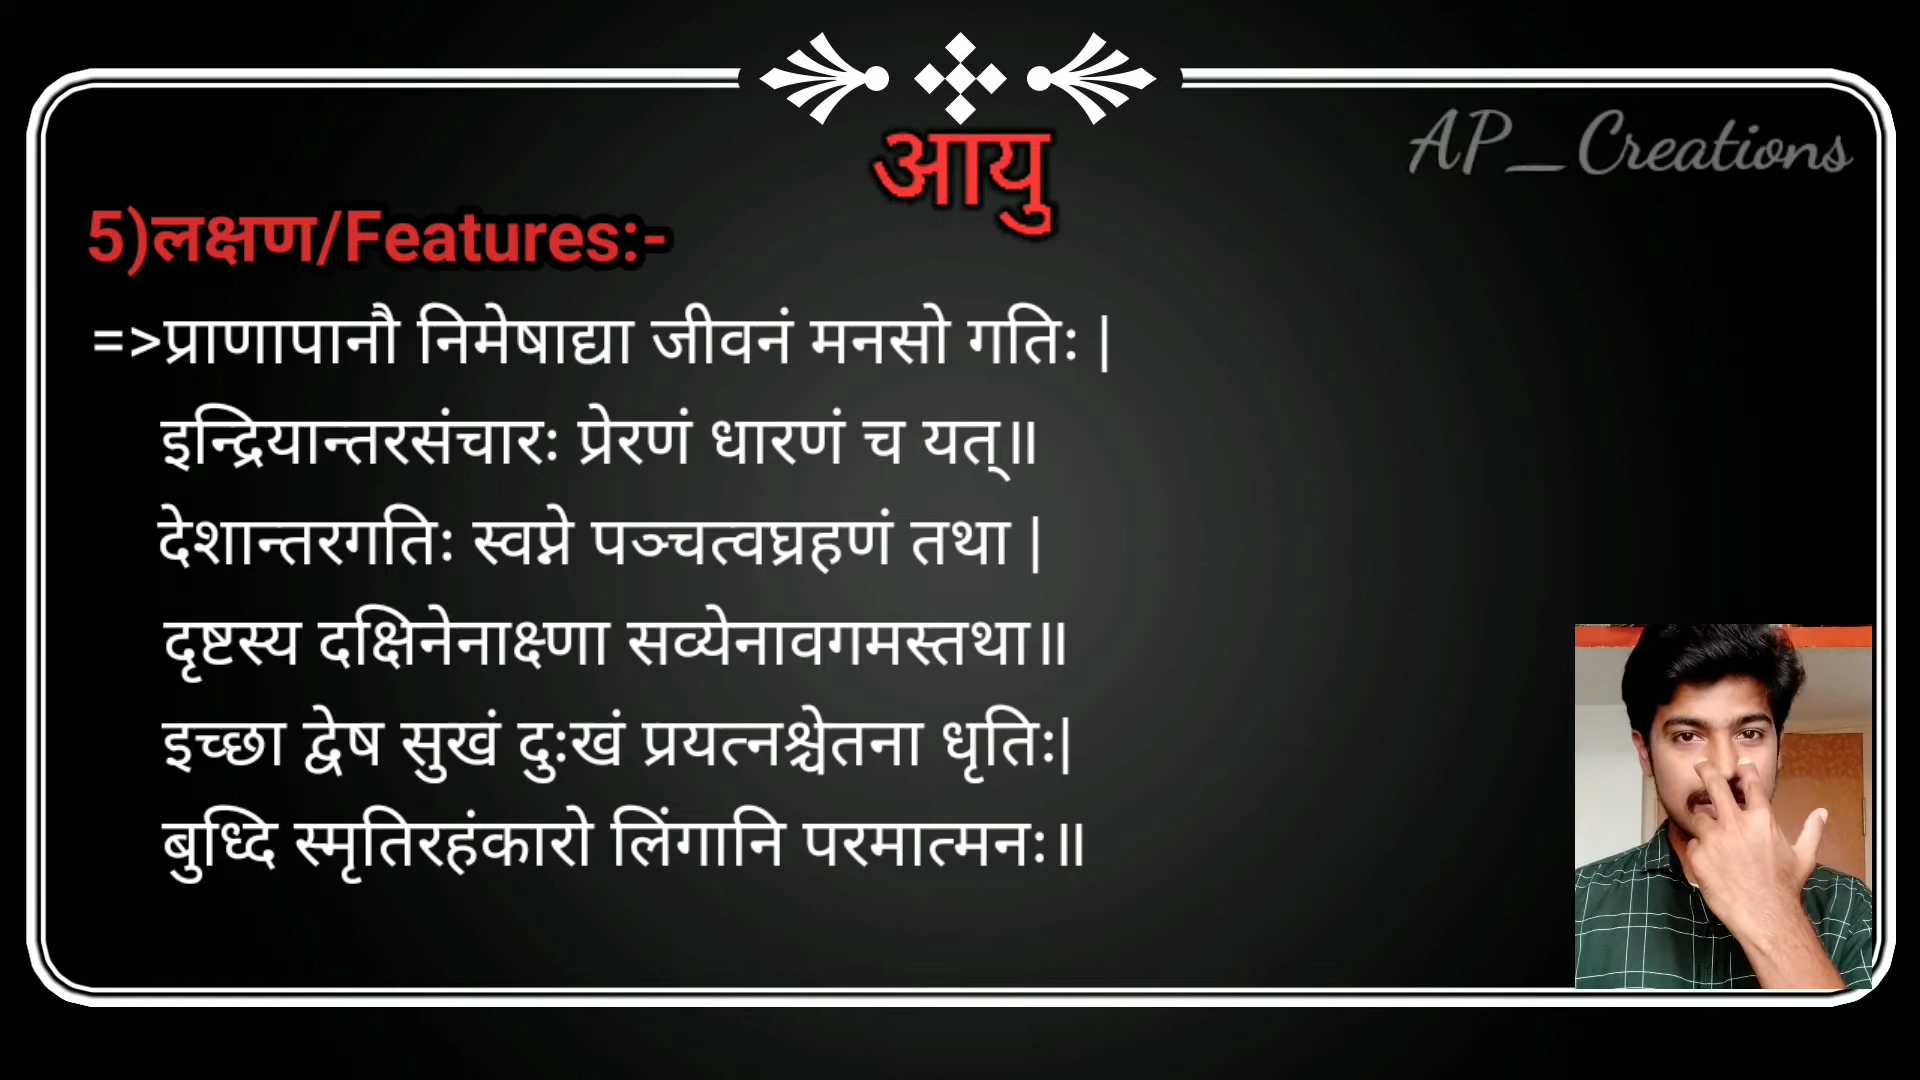 आयु
AP_Creations
5)लक्षण/Features:-
=>प्राणापानौ निमेषाद्या जीवनं मनसो गतिः |
इन्द्रियान्तरसंचारः प्रेरणं धारणं च यत्॥
देशान्तरगतिः स्वप्ने पञ्चत्वघ्रहणं तथा |
दृष्टस्य दक्षिनेनाक्ष्णा सव्येनावगमस्तथा॥
इच्छा द्वेष सुखं दुःखं प्रयत्नश्चेतना धृतिः|
बुध्दि स्मृतिरहंकारो लिंगानि परमात्मनः॥